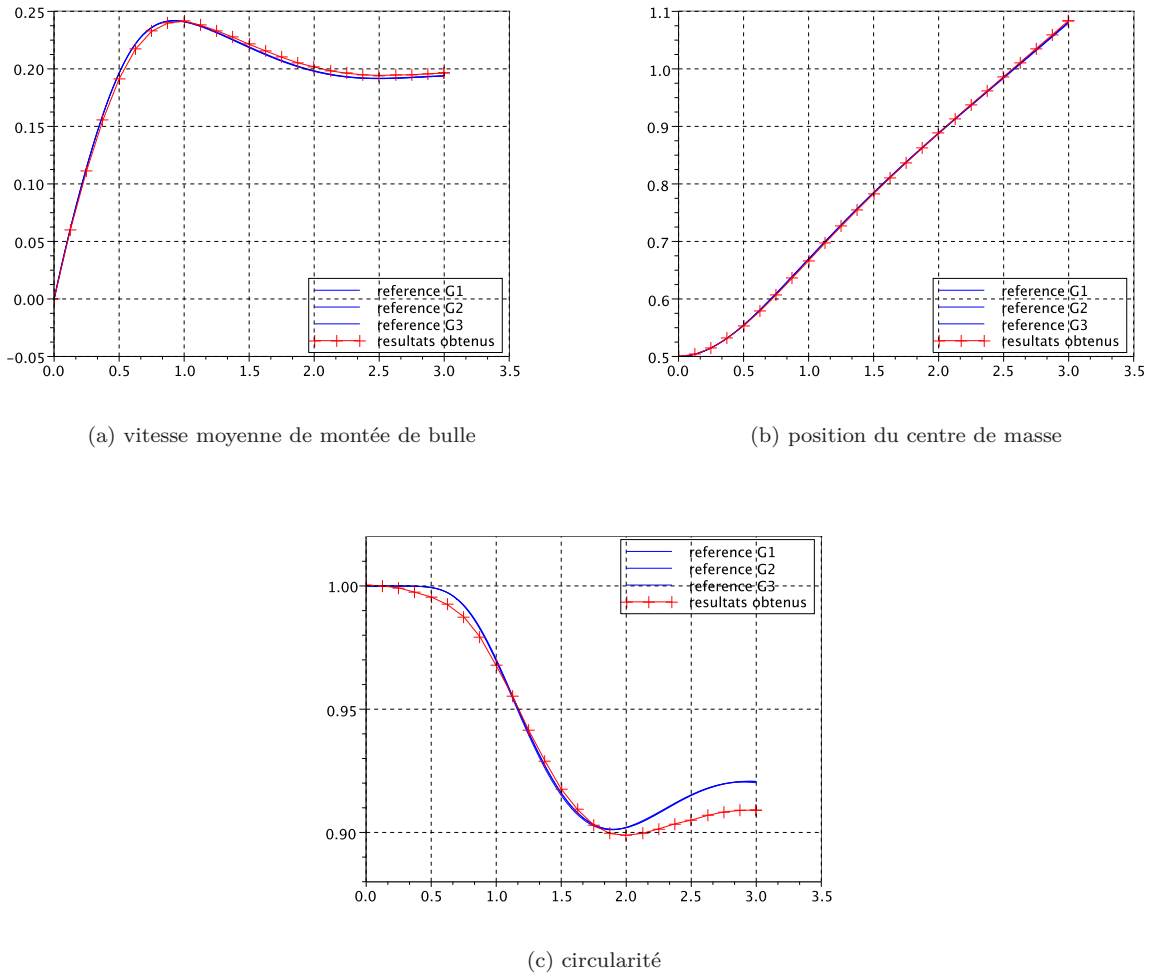 0.25
0.20
0.15
0.10
0.05
0.00
-0.05
0.0 0.5 1.0 1.5 2.0 2.5 3.0 3.5
reference G1
reference G2
reference G3
resultats obtenus
(a) vitesse moyenne de montée de bulle
1.1
1.0
0.9
0.8
0.7
0.6
0.5
0.0 0.5 1.0 1.5 2.0 2.5 3.0 3.5
reference G1
reference G2
reference G3
resultats obtenus
(b) position du centre de masse
1.00
0.95
0.90
0.0 0.5 1.0 1.5 2.0 2.5 3.0 3.5
reference G1
reference G2
reference G3
resultats obtenus
(c) circularité